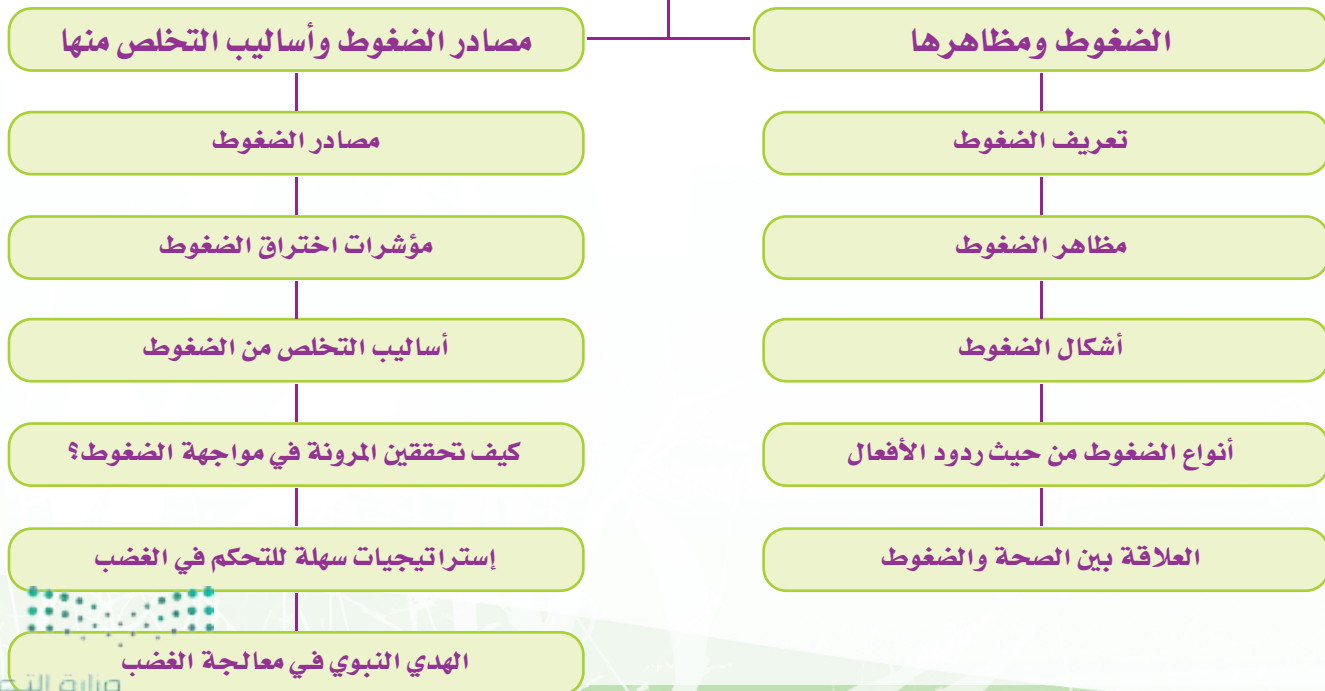 الضغوط ومظاهرها
تعريف الضغوط
مظاهر الضغوط
أشكال الضغوط
أنواع الضغوط من حيث ردود الأفعال
العلاقة بين الصحة والضغوط
مصادر الضغوط وأساليب التخلص منها
مصادر الضغوط
مؤشرات اختراق الضغوط
أساليب التخلص من الضغوط
كيف تحققين المرونة في مواجهة الضغوط؟
إستراتيجيات سهلة للتحكم في الغضب
الهدي النبوي في معالجة الغضب
وزارة